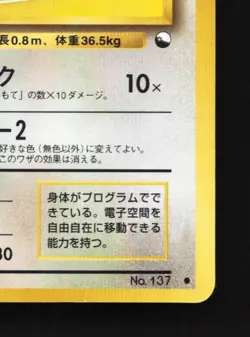 長0.8m、体重36.5kg
ク 10×
もて」の数×10ダメージ。
ー2
好きな色(無色以外)に変えてよい。
このワザの効果は消える。
身体がプログラムでで
きている。電子空間を
自由自在に移動できる
能力を持つ。
30
No. 137 ●